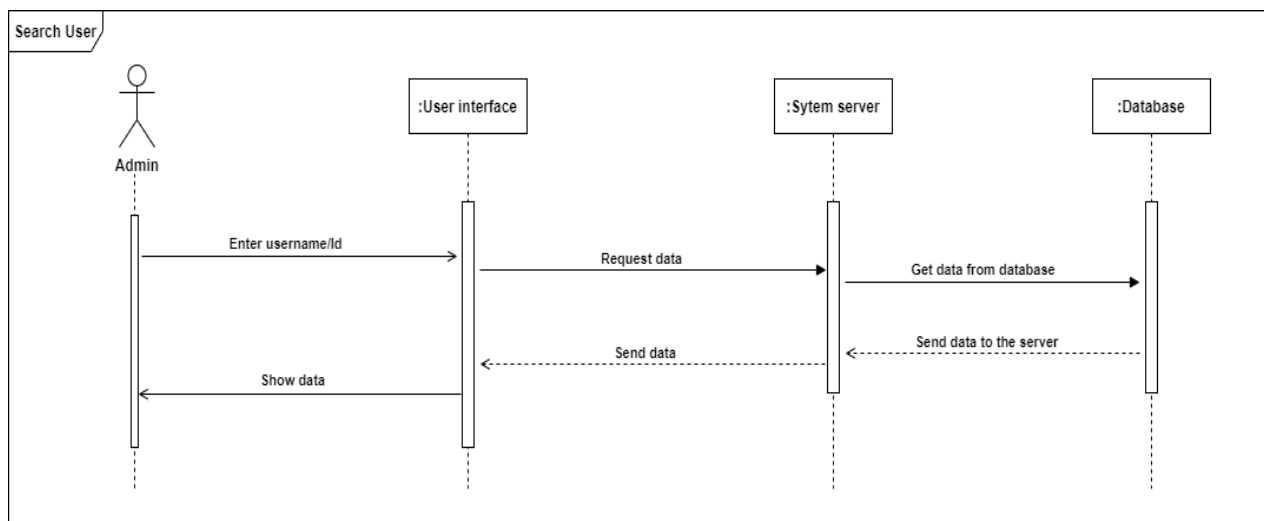 Search User
:User interface
:Sytem server
:Database
Admin
Enter username/Id
Request data
Get data from database
Send data to the server
Send data
Show data